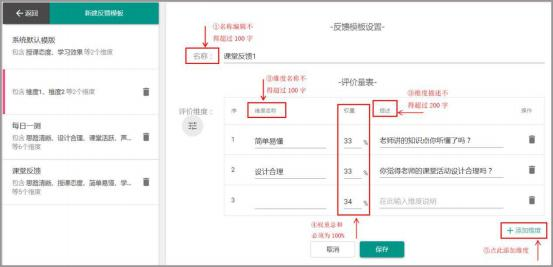 返回
新建反馈模板
系统默认模版
包含 授课态度、学习效果 等2个维度
包含 维度1、维度2 等2个维度
每日一测
包含 思路清晰、设计合理、课堂活跃、声...
等6个维度
课堂反馈
包含 思路清晰、授课态度、简单易懂、学...
等5个维度
①名称编辑不
得超过 100 字
-反馈模板设置-
名称：
课堂反馈1
②维度名称不
得超过 100 字
-评价量表-
③维度描述不
得超过 200 字
评价维度：
序
维度名称
权重
描述
操作
1
简单易懂
33 %
老师讲的知识点你听懂了吗？
2
设计合理
33 %
你觉得老师的课堂活动设计合理吗？
3
34 %
在此输入维度说明
④权重总和
必须为 100%
+ 添加维度
取消
保存
⑤点此添加维度